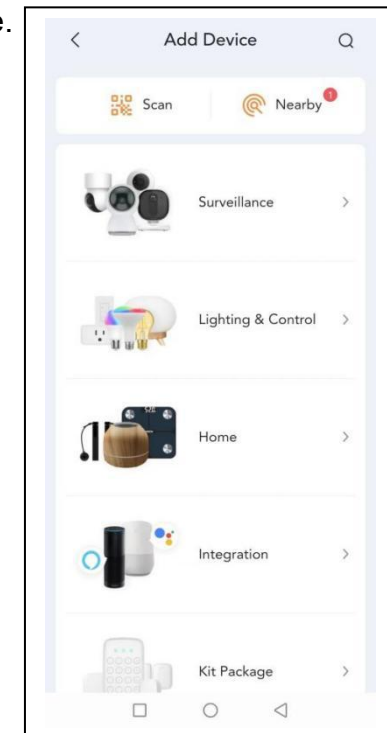 e.
Add Device
Scan
Nearby 1
Surveillance
Lighting & Control
Home
Integration
Kit Package